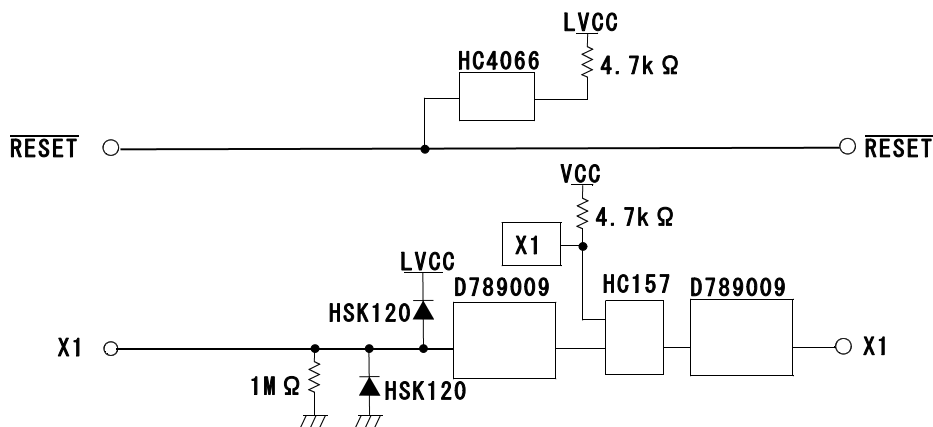 LVCC
HC4066
4.7kΩ
RESET
RESET
VCC
4.7kΩ
X1
LVCC
D789009
HC157
D789009
HSK120
X1
X1
1MΩ
HSK120